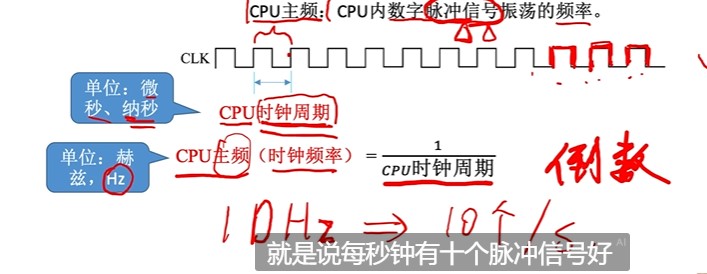 CPU主频：CPU内数字脉冲信号振荡的频率。
CLK
单位：微秒、纳秒
CPU时钟周期
单位：赫兹，Hz
CPU主频（时钟频率）= 1 / CPU时钟周期
倒数
10Hz ⇒ 10个/s.
就是说每秒钟有十个脉冲信号好
AI